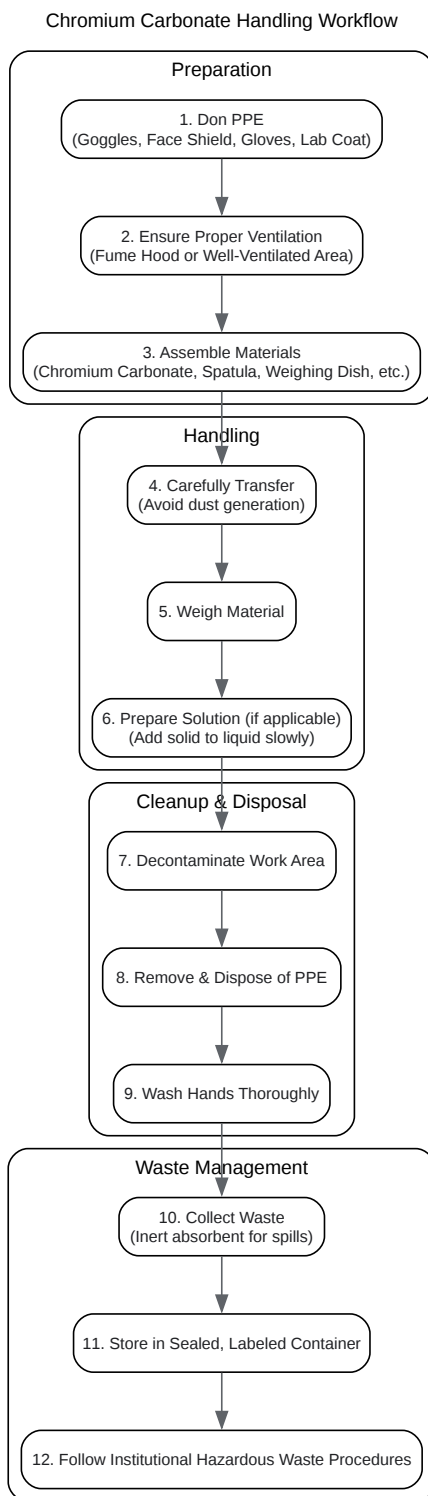 Chromium Carbonate Handling Workflow
Preparation
1. Don PPE
(Goggles, Face Shield, Gloves, Lab Coat)
2. Ensure Proper Ventilation
(Fume Hood or Well-Ventilated Area)
3. Assemble Materials
(Chromium Carbonate, Spatula, Weighing Dish, etc.)
Handling
4. Carefully Transfer
(Avoid dust generation)
5. Weigh Material
6. Prepare Solution (if applicable)
(Add solid to liquid slowly)
Cleanup & Disposal
7. Decontaminate Work Area
8. Remove & Dispose of PPE
9. Wash Hands Thoroughly
Waste Management
10. Collect Waste
(Inert absorbent for spills)
11. Store in Sealed, Labeled Container
12. Follow Institutional Hazardous Waste Procedures